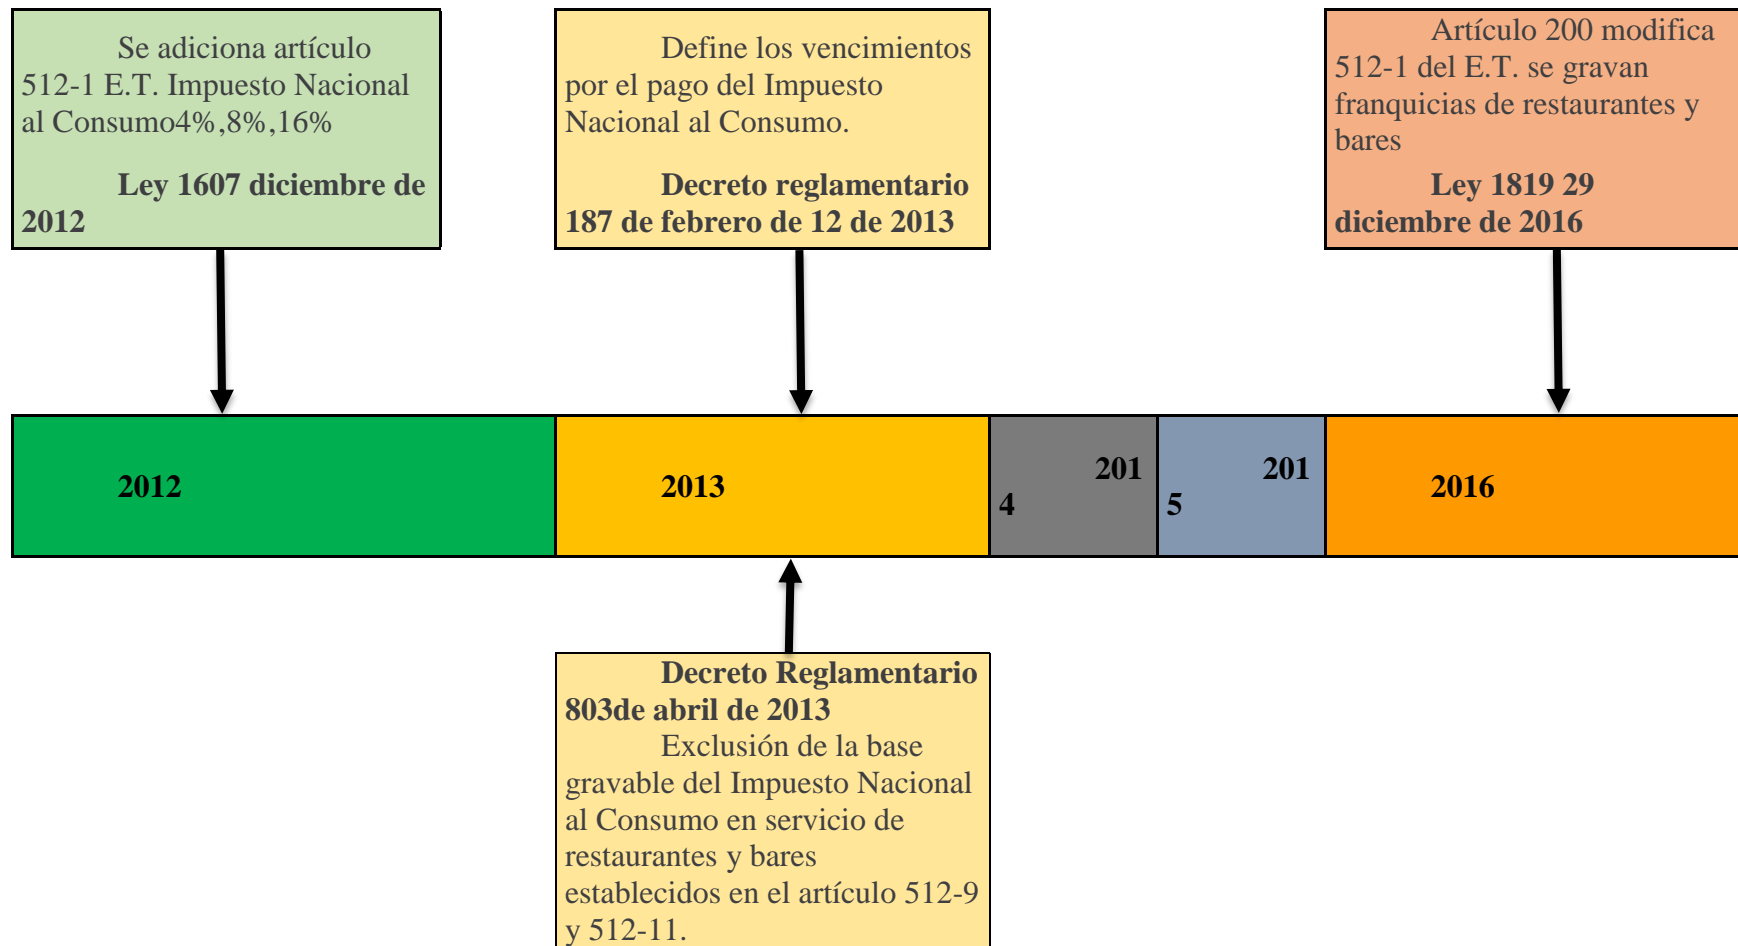 Se adiciona artículo
512-1 E.T. Impuesto Nacional
al Consumo4%,8%,16%
Ley 1607 diciembre de
2012
Define los vencimientos
por el pago del Impuesto
Nacional al Consumo.
Decreto reglamentario
187 de febrero de 12 de 2013
Artículo 200 modifica
512-1 del E.T. se gravan
franquicias de restaurantes y
bares
Ley 1819 29
diciembre de 2016
2012
2013
201
4
201
5
2016
Decreto Reglamentario
803de abril de 2013
Exclusión de la base
gravable del Impuesto Nacional
al Consumo en servicio de
restaurantes y bares
establecidos en el artículo 512-9
y 512-11.